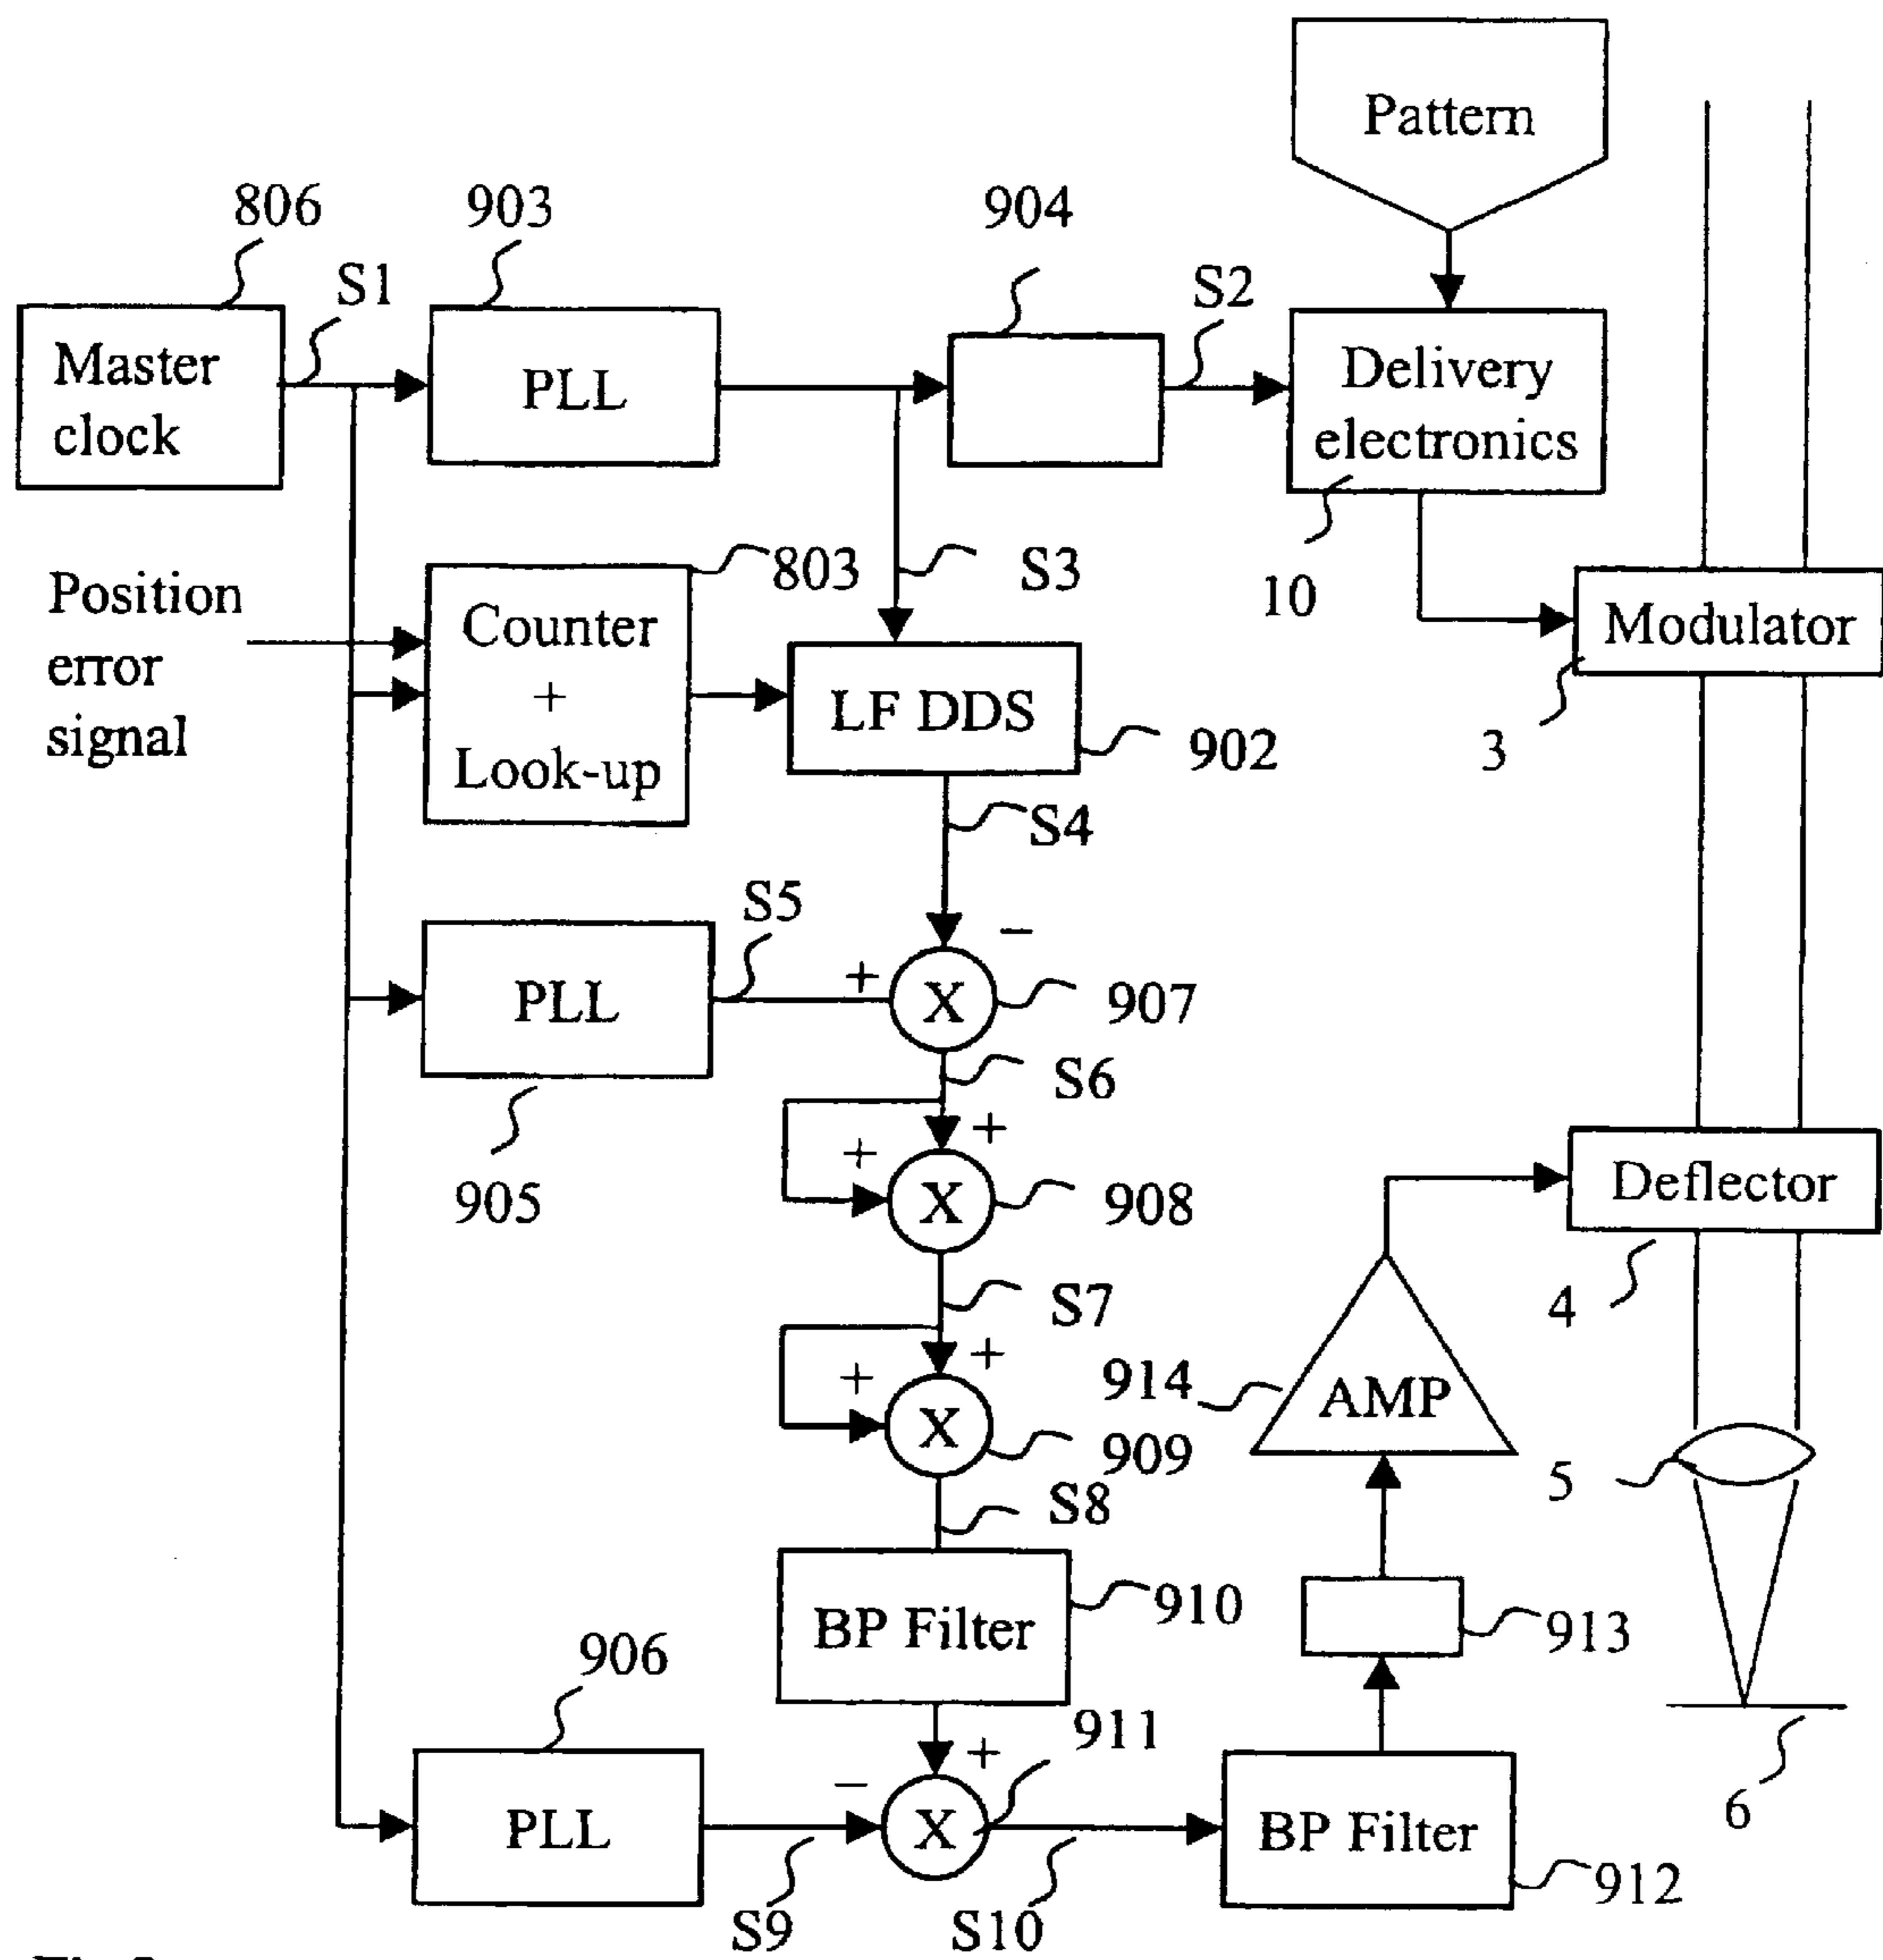 Pattern
806
903
904
S1
S2
Master
clock
PLL
Delivery
electronics
10
Position
error
signal
803
Counter
+
Look-up
S3
LF DDS
902
Modulator
3
S4
S5
−
+
PLL
X
907
905
S6
+
+
X
908
Deflector
4
S7
+
+
X
909
914
AMP
5
S8
BP Filter
910
913
906
911
+
−
PLL
X
BP Filter
912
6
S9
S10